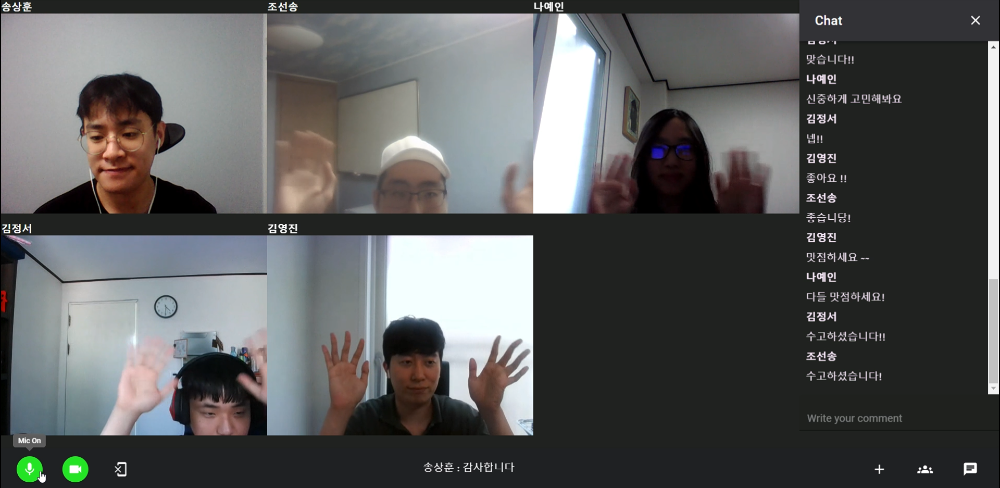 송상훈
조선송
나예인
김정서
김영진
Mic On
송상훈 : 감사합니다
Chat
김정서
맞습니다!!
나예인
신중하게 고민해봐요
김정서
넵!!
김영진
좋아요 !!
조선송
좋습니당!
김영진
맛점하세요 ~~
나예인
다들 맛점하세요!
김정서
수고하셨습니다!!
조선송
수고하셨습니다!
Write your comment